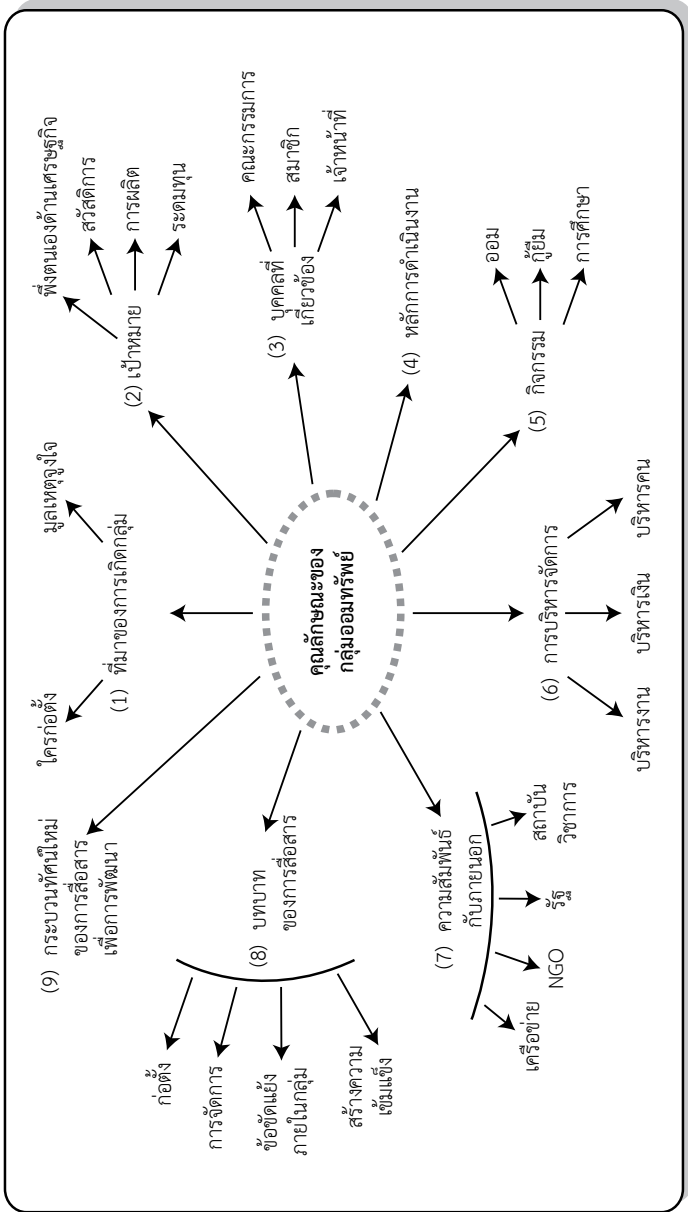 คุณลักษณะของ
กลุ่มออมทรัพย์
(1) ที่มาของการเกิดกลุ่ม
ใครก่อตั้ง
มูลเหตุจูงใจ
(2) เป้าหมาย
พึ่งตนเองด้านเศรษฐกิจ
สวัสดิการ
การผลิต
ระดมทุน
(3) บุคคลที่
เกี่ยวข้อง
คณะกรรมการ
สมาชิก
เจ้าหน้าที่
(4) หลักการดำเนินงาน
(5) กิจกรรม
ออม
กู้ยืม
การศึกษา
(6) การบริหารจัดการ
บริหารงาน
บริหารเงิน
บริหารคน
(7) ความสัมพันธ์
กับภายนอก
เครือข่าย
NGO
รัฐ
สถาบัน
วิชาการ
(8) บทบาท
ของการสื่อสาร
ก่อตั้ง
การจัดการ
ข้อขัดแย้ง
ภายในกลุ่ม
สร้างความ
เข้มแข็ง
(9) กระบวนทัศน์ใหม่
ของการสื่อสาร
เพื่อการพัฒนา